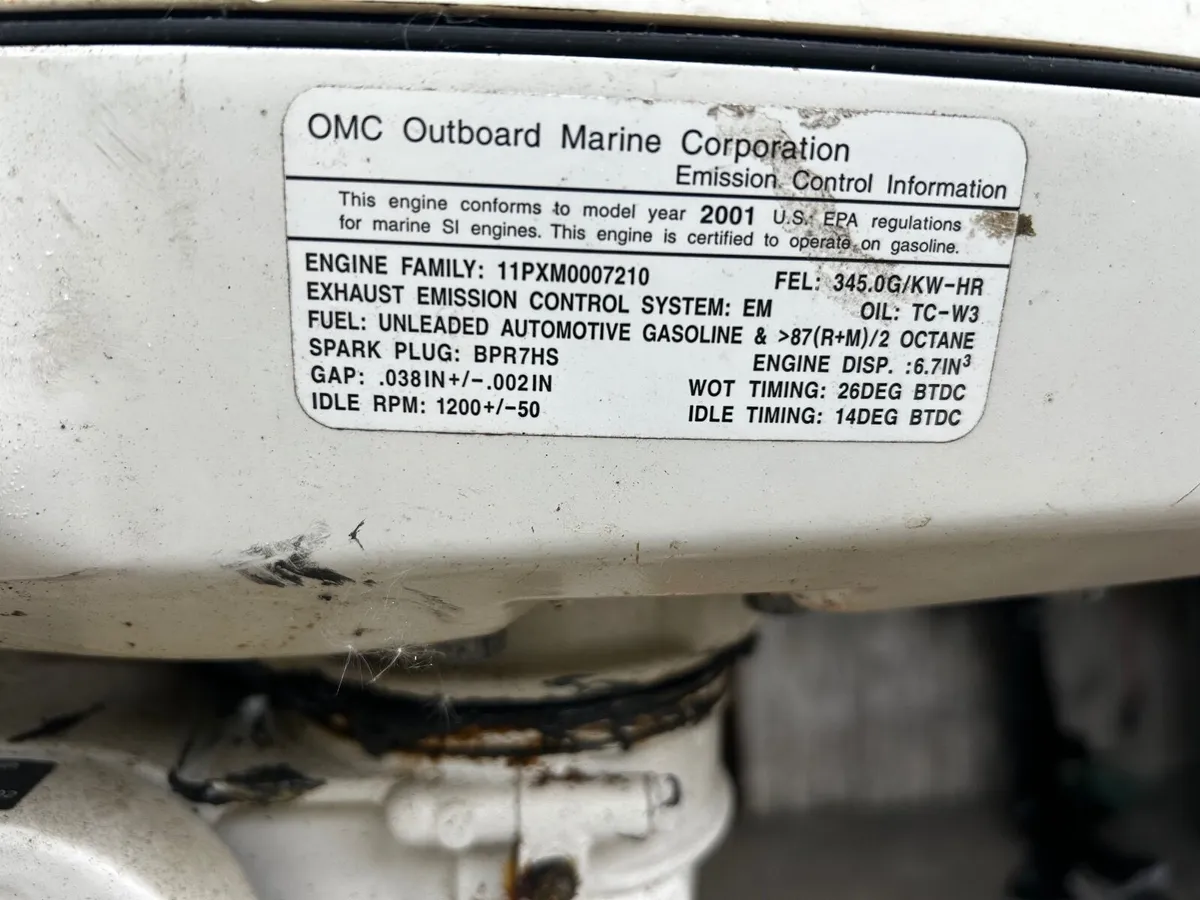 OMC Outboard Marine Corporation
Emission Control Information
This engine conforms to model year 2001 U.S. EPA regulations
for marine SI engines. This engine is certified to operate on gasoline.
ENGINE FAMILY: 11PXM0007210 FEL: 345.0G/KW-HR
EXHAUST EMISSION CONTROL SYSTEM: EM OIL: TC-W3
FUEL: UNLEADED AUTOMOTIVE GASOLINE & >87(R+M)/2 OCTANE
SPARK PLUG: BPR7HS ENGINE DISP. :6.7IN³
GAP: .038IN+/-.002IN WOT TIMING: 26DEG BTDC
IDLE RPM: 1200+/-50 IDLE TIMING: 14DEG BTDC